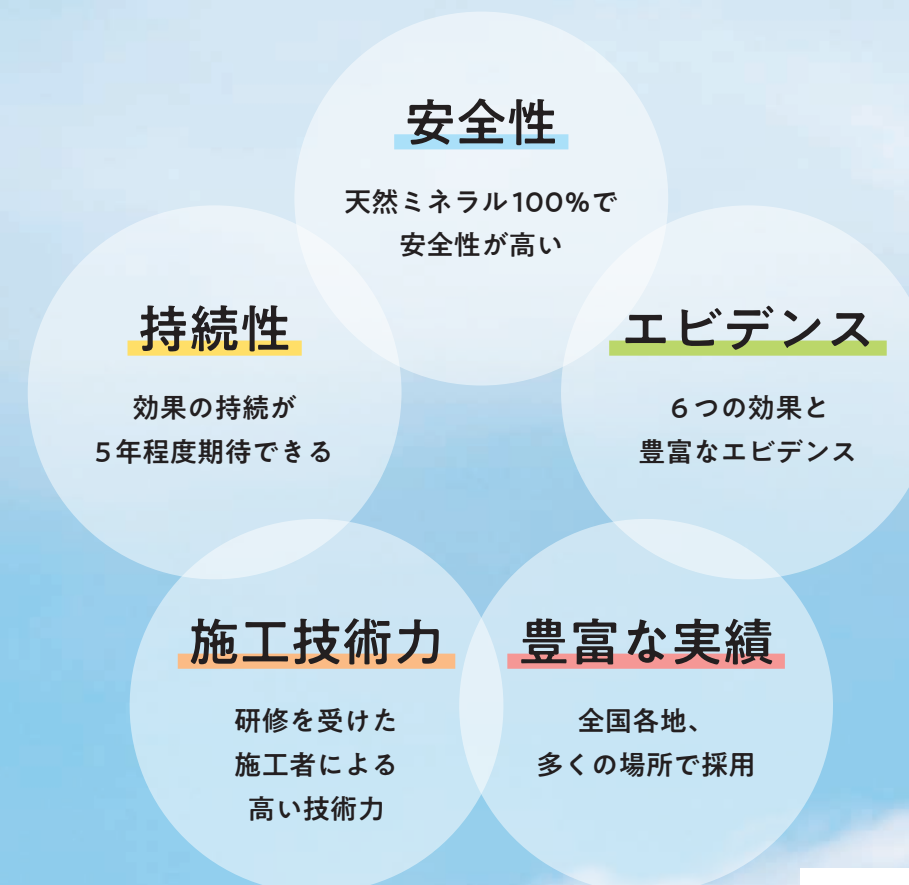 安全性
天然ミネラル100%で
安全性が高い
持続性
効果の持続が
5年程度期待できる
エビデンス
6つの効果と
豊富なエビデンス
施工技術力
研修を受けた
施工者による
高い技術力
豊富な実績
全国各地、
多くの場所で採用